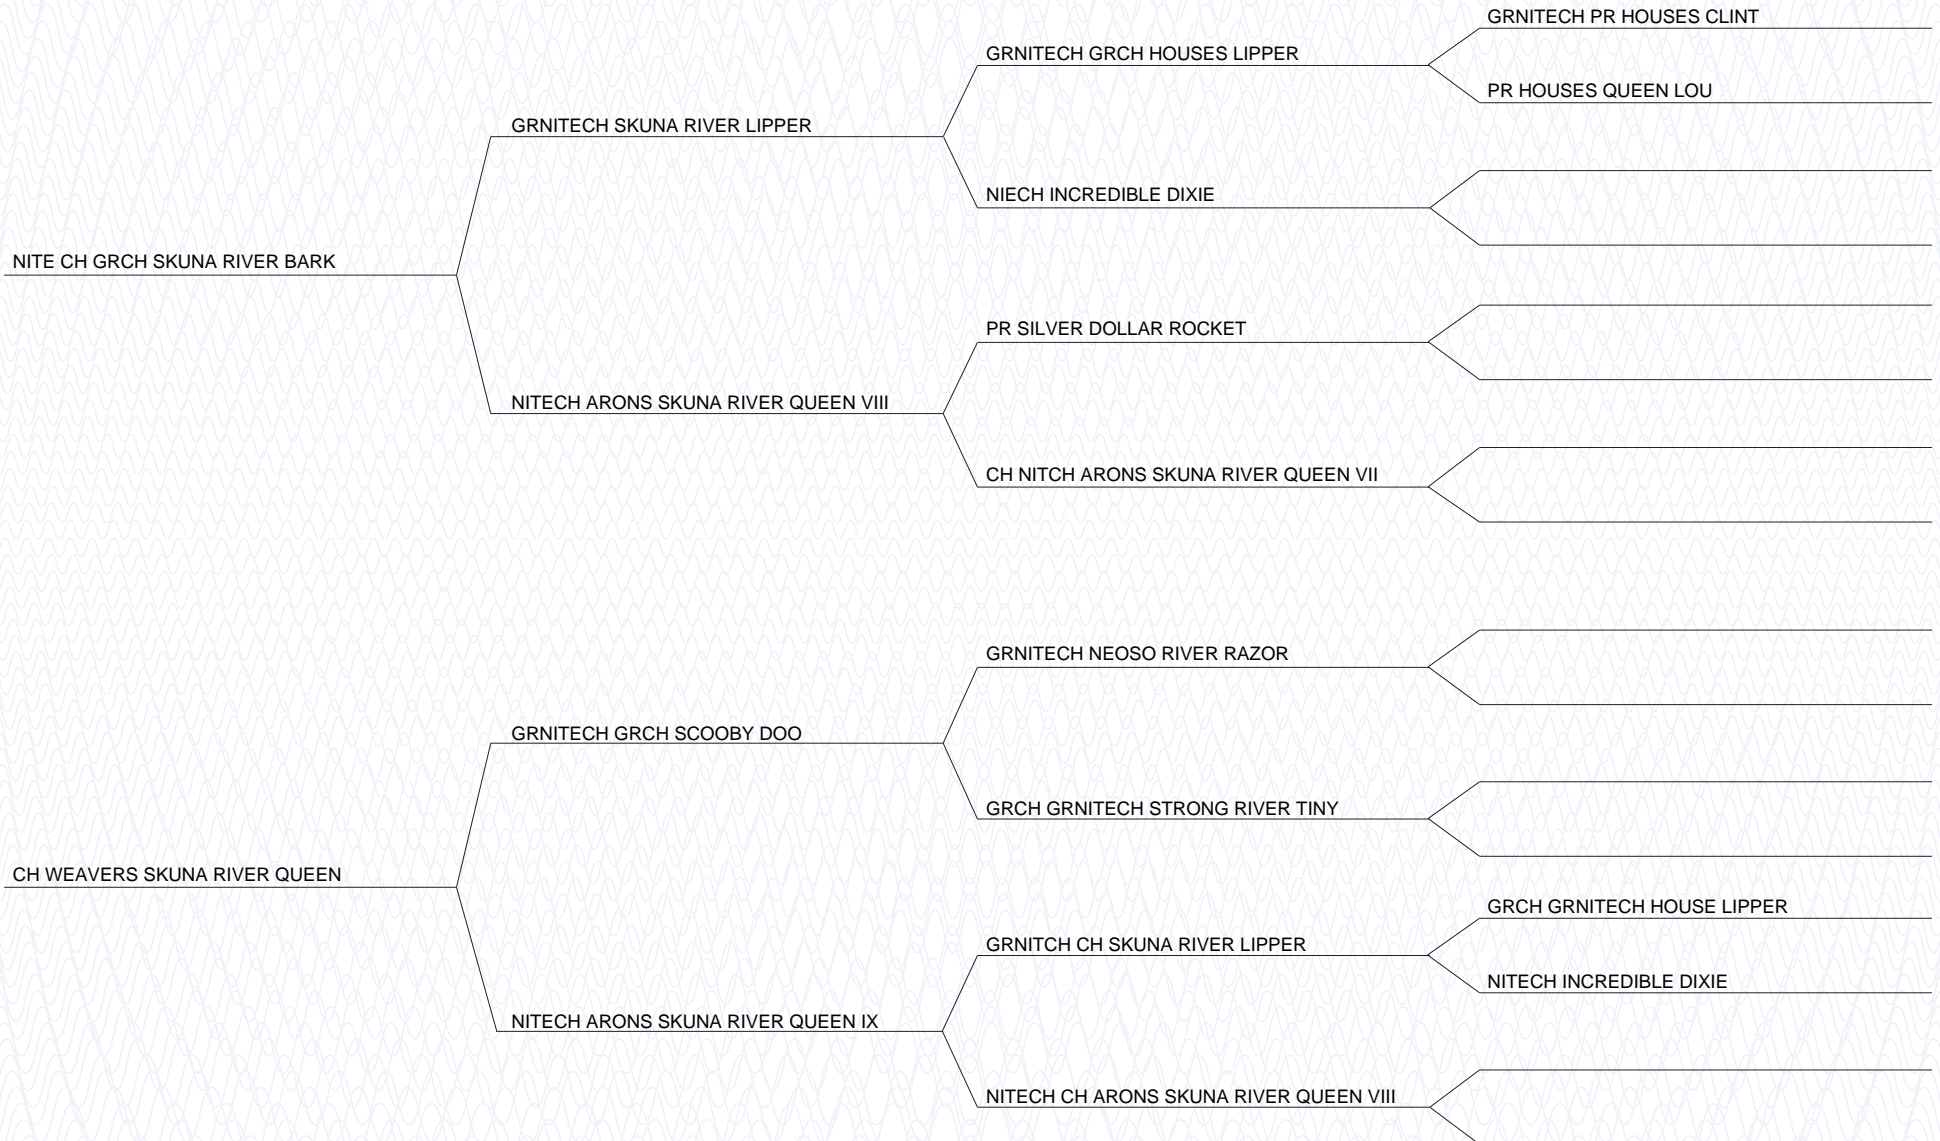 GRNITECH PR HOUSES CLINT
GRNITECH GRCH HOUSES LIPPER
PR HOUSES QUEEN LOU
GRNITECH SKUNA RIVER LIPPER
NIECH INCREDIBLE DIXIE
NITE CH GRCH SKUNA RIVER BARK
PR SILVER DOLLAR ROCKET
NITECH ARONS SKUNA RIVER QUEEN VIII
CH NITCH ARONS SKUNA RIVER QUEEN VII
GRNITECH NEOSO RIVER RAZOR
GRNITECH GRCH SCOOBY DOO
GRCH GRNITECH STRONG RIVER TINY
CH WEAVERS SKUNA RIVER QUEEN
GRCH GRNITECH HOUSE LIPPER
GRNITCH CH SKUNA RIVER LIPPER
NITECH INCREDIBLE DIXIE
NITECH ARONS SKUNA RIVER QUEEN IX
NITECH CH ARONS SKUNA RIVER QUEEN VIII